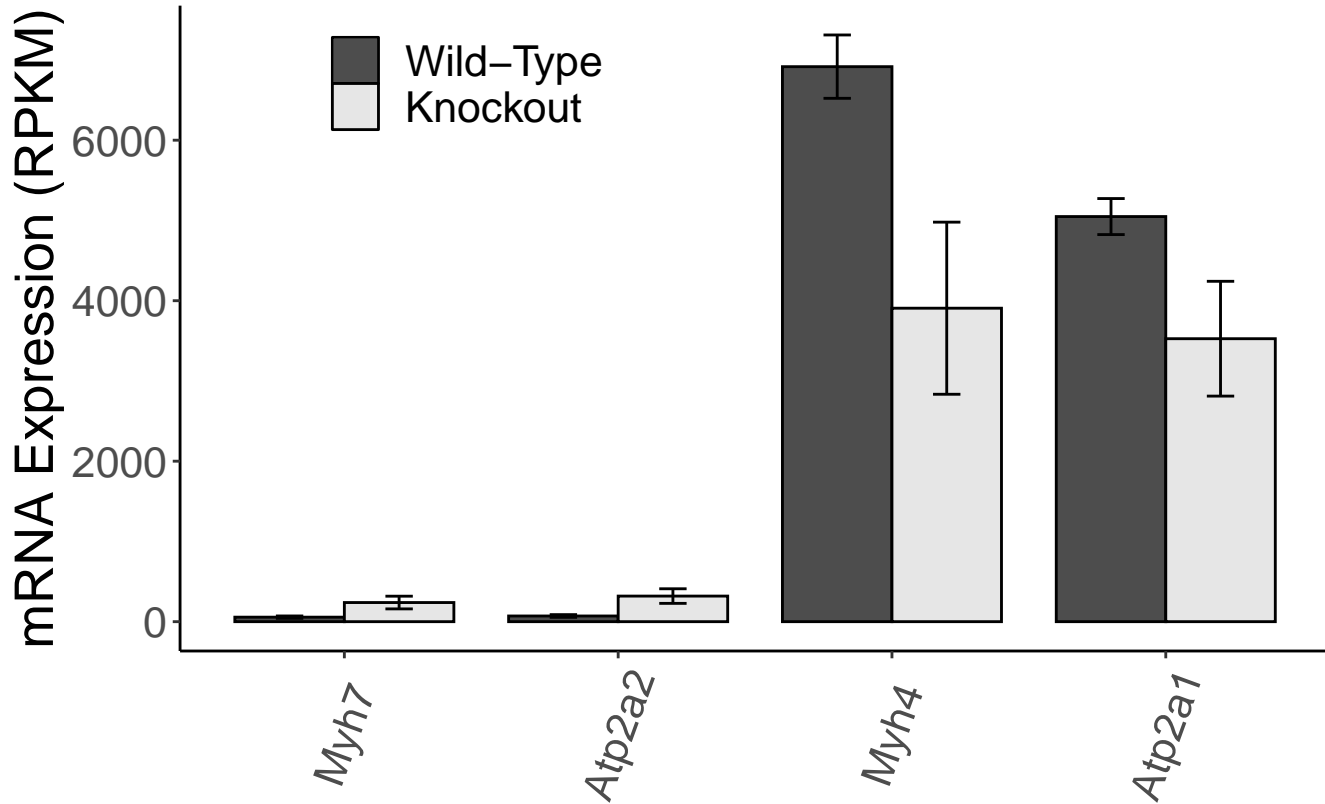 mRNA Expression (RPKM)
Wild−Type
Knockout
6000
4000
2000
0
Myh7
Atp2a2
Myh4
Atp2a1